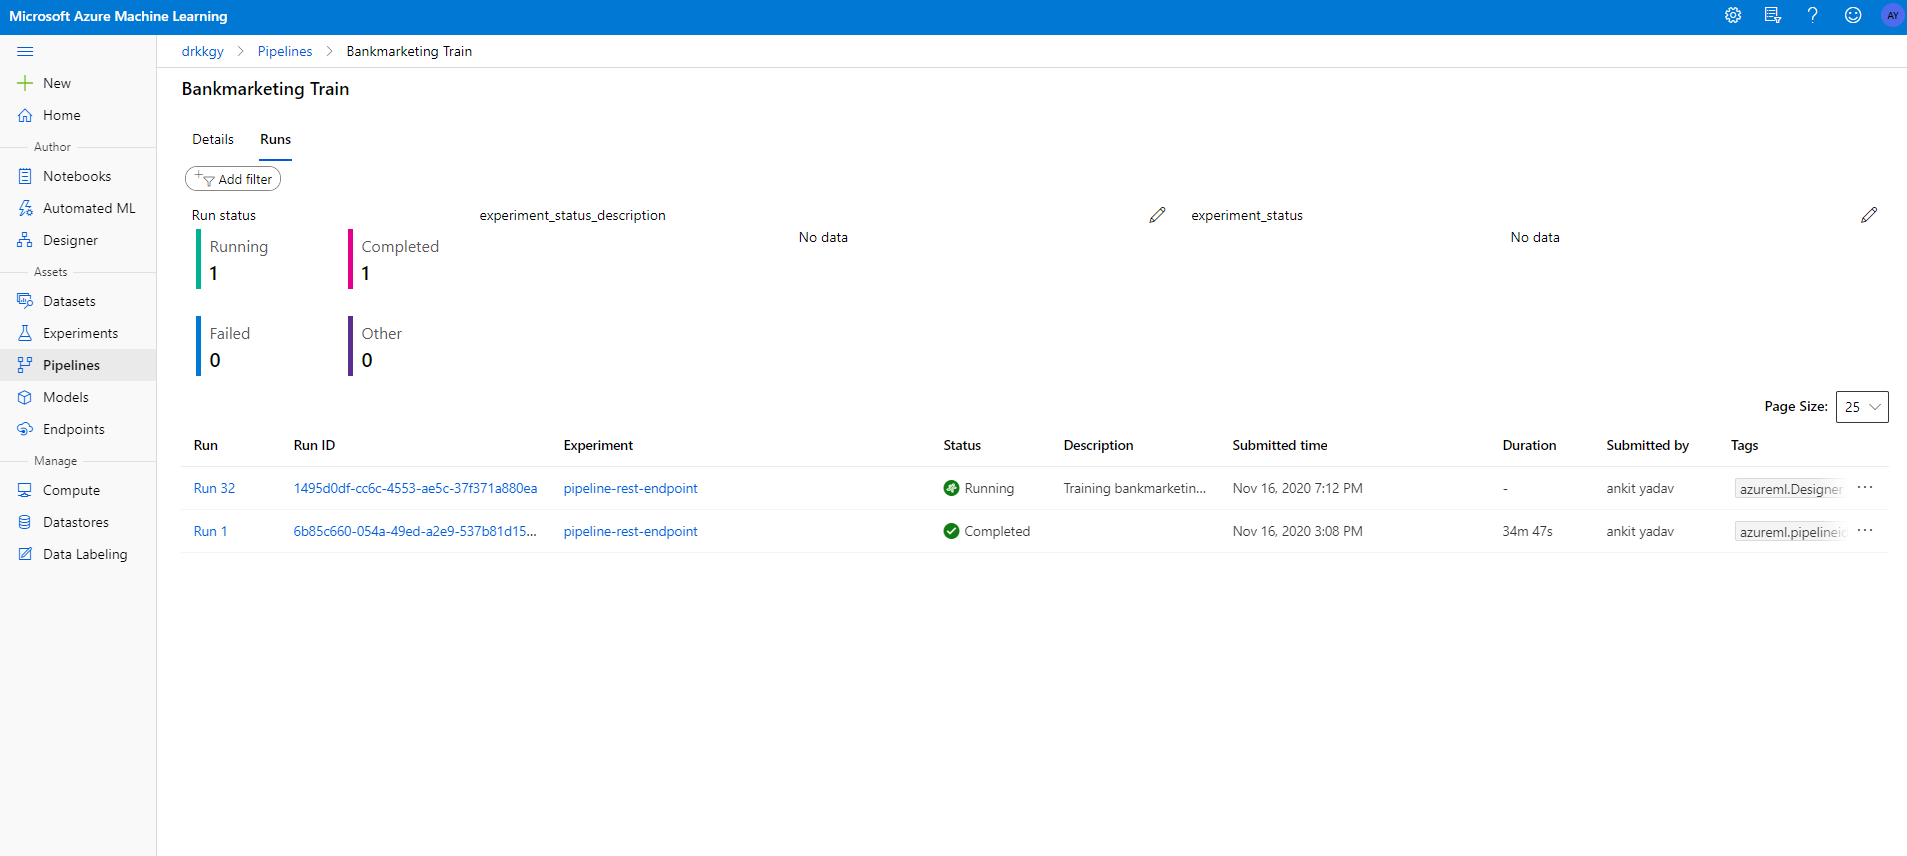 Microsoft Azure Machine Learning
AY
New
Home
Author
Notebooks
Automated ML
Designer
Assets
Datasets
Experiments
Pipelines
Models
Endpoints
Manage
Compute
Datastores
Data Labeling
drkkgy > Pipelines > Bankmarketing Train
Bankmarketing Train
Details Runs
Add filter
Run status
Running
1
Completed
1
Failed
0
Other
0
experiment_status_description
No data
experiment_status
No data
Page Size: 25
Run Run ID Experiment Status Description Submitted time Duration Submitted by Tags
Run 32 1495d0df-cc6c-4553-ae5c-37f371a880ea pipeline-rest-endpoint Running Training bankmarketin... Nov 16, 2020 7:12 PM - ankit yadav azureml.Designer ...
Run 1 6b85c660-054a-49ed-a2e9-537b81d15... pipeline-rest-endpoint Completed Nov 16, 2020 3:08 PM 34m 47s ankit yadav azureml.pipelineid ...